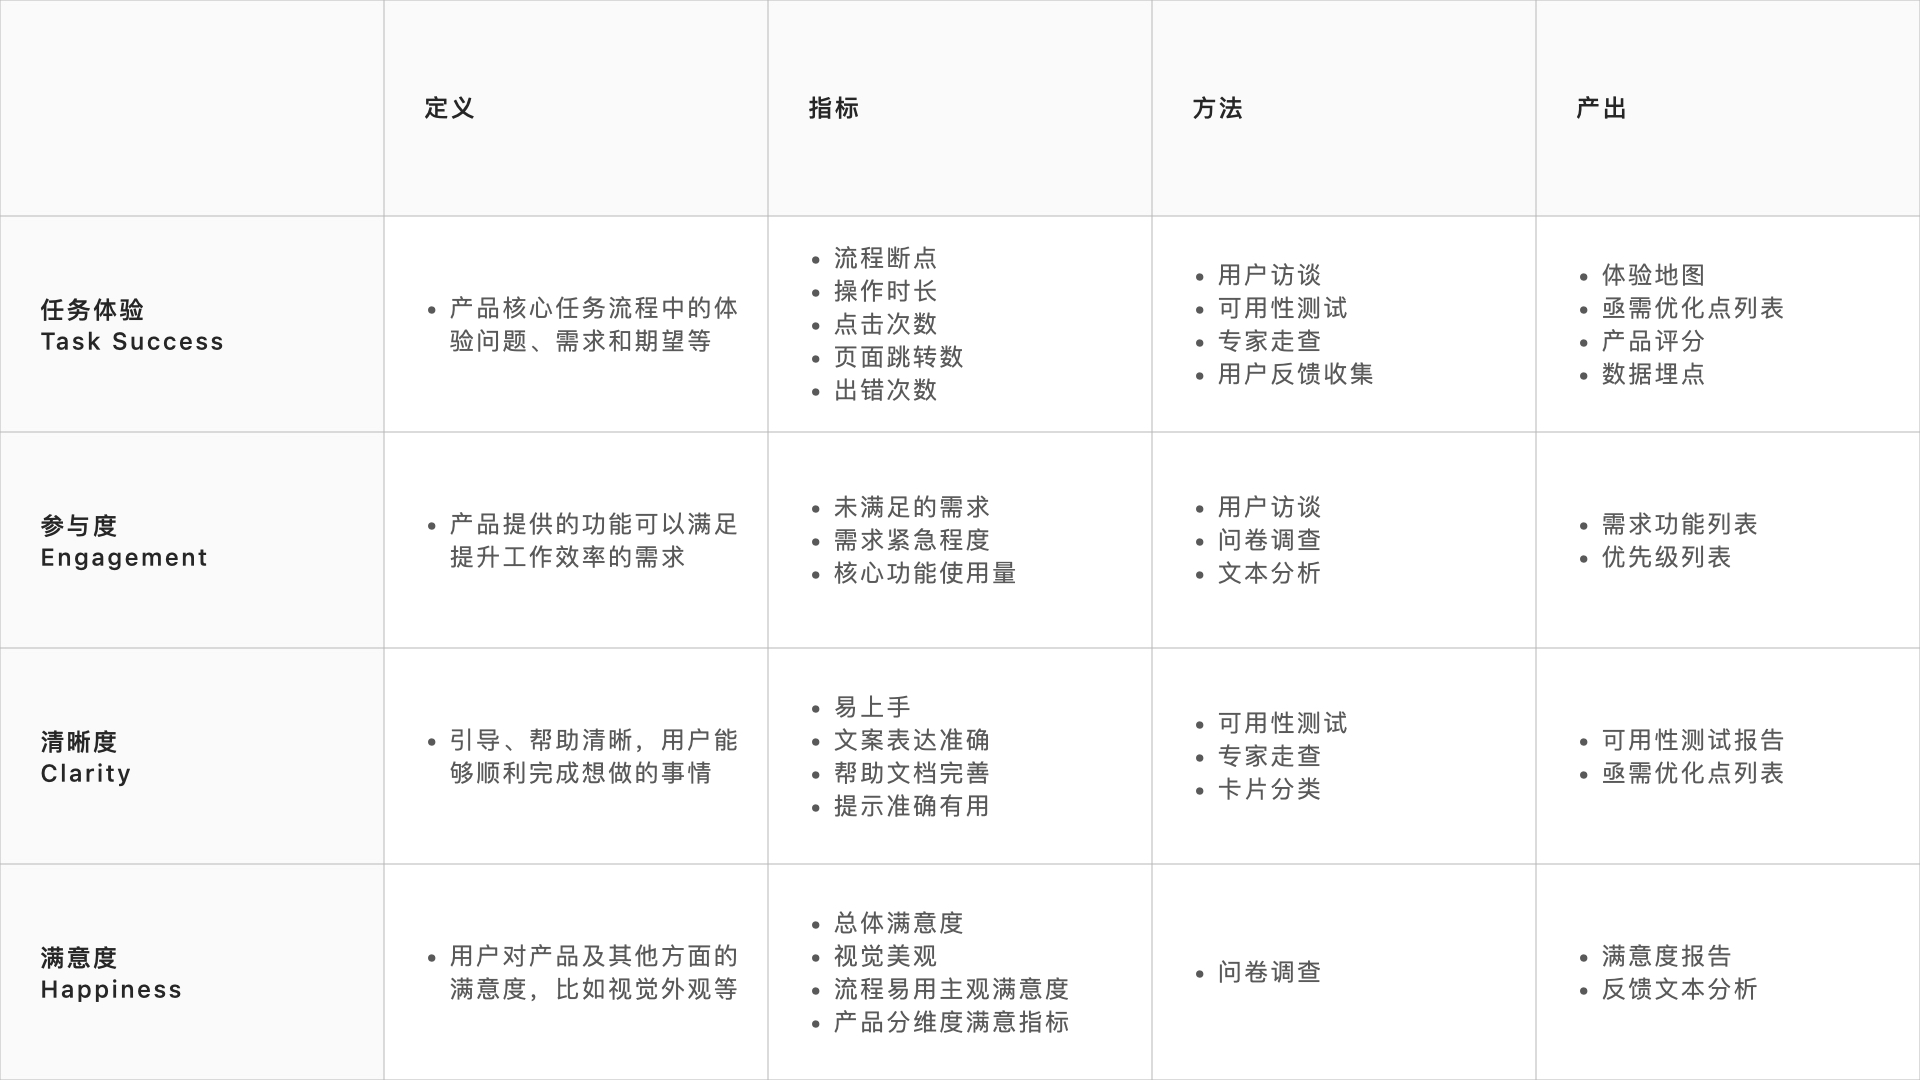 定义
指标
方法
产出
任务体验
Task Success
• 产品核心任务流程中的体
验问题、需求和期望等
• 流程断点
• 操作时长
• 点击次数
• 页面跳转数
• 出错次数
• 用户访谈
• 可用性测试
• 专家走查
• 用户反馈收集
• 体验地图
• 亟需优化点列表
• 产品评分
• 数据埋点
参与度
Engagement
• 产品提供的功能可以满足
提升工作效率的需求
• 未满足的需求
• 需求紧急程度
• 核心功能使用量
• 用户访谈
• 问卷调查
• 文本分析
• 需求功能列表
• 优先级列表
清晰度
Clarity
• 引导、帮助清晰，用户能
够顺利完成想做的事情
• 易上手
• 文案表达准确
• 帮助文档完善
• 提示准确有用
• 可用性测试
• 专家走查
• 卡片分类
• 可用性测试报告
• 亟需优化点列表
满意度
Happiness
• 用户对产品及其他方面的
满意度，比如视觉外观等
• 总体满意度
• 视觉美观
• 流程易用主观满意度
• 产品分维度满意指标
• 问卷调查
• 满意度报告
• 反馈文本分析